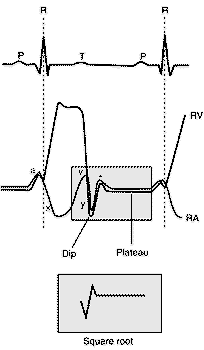 R R
P T P
RV
a v
x y
RA
Dip Plateau
Square root